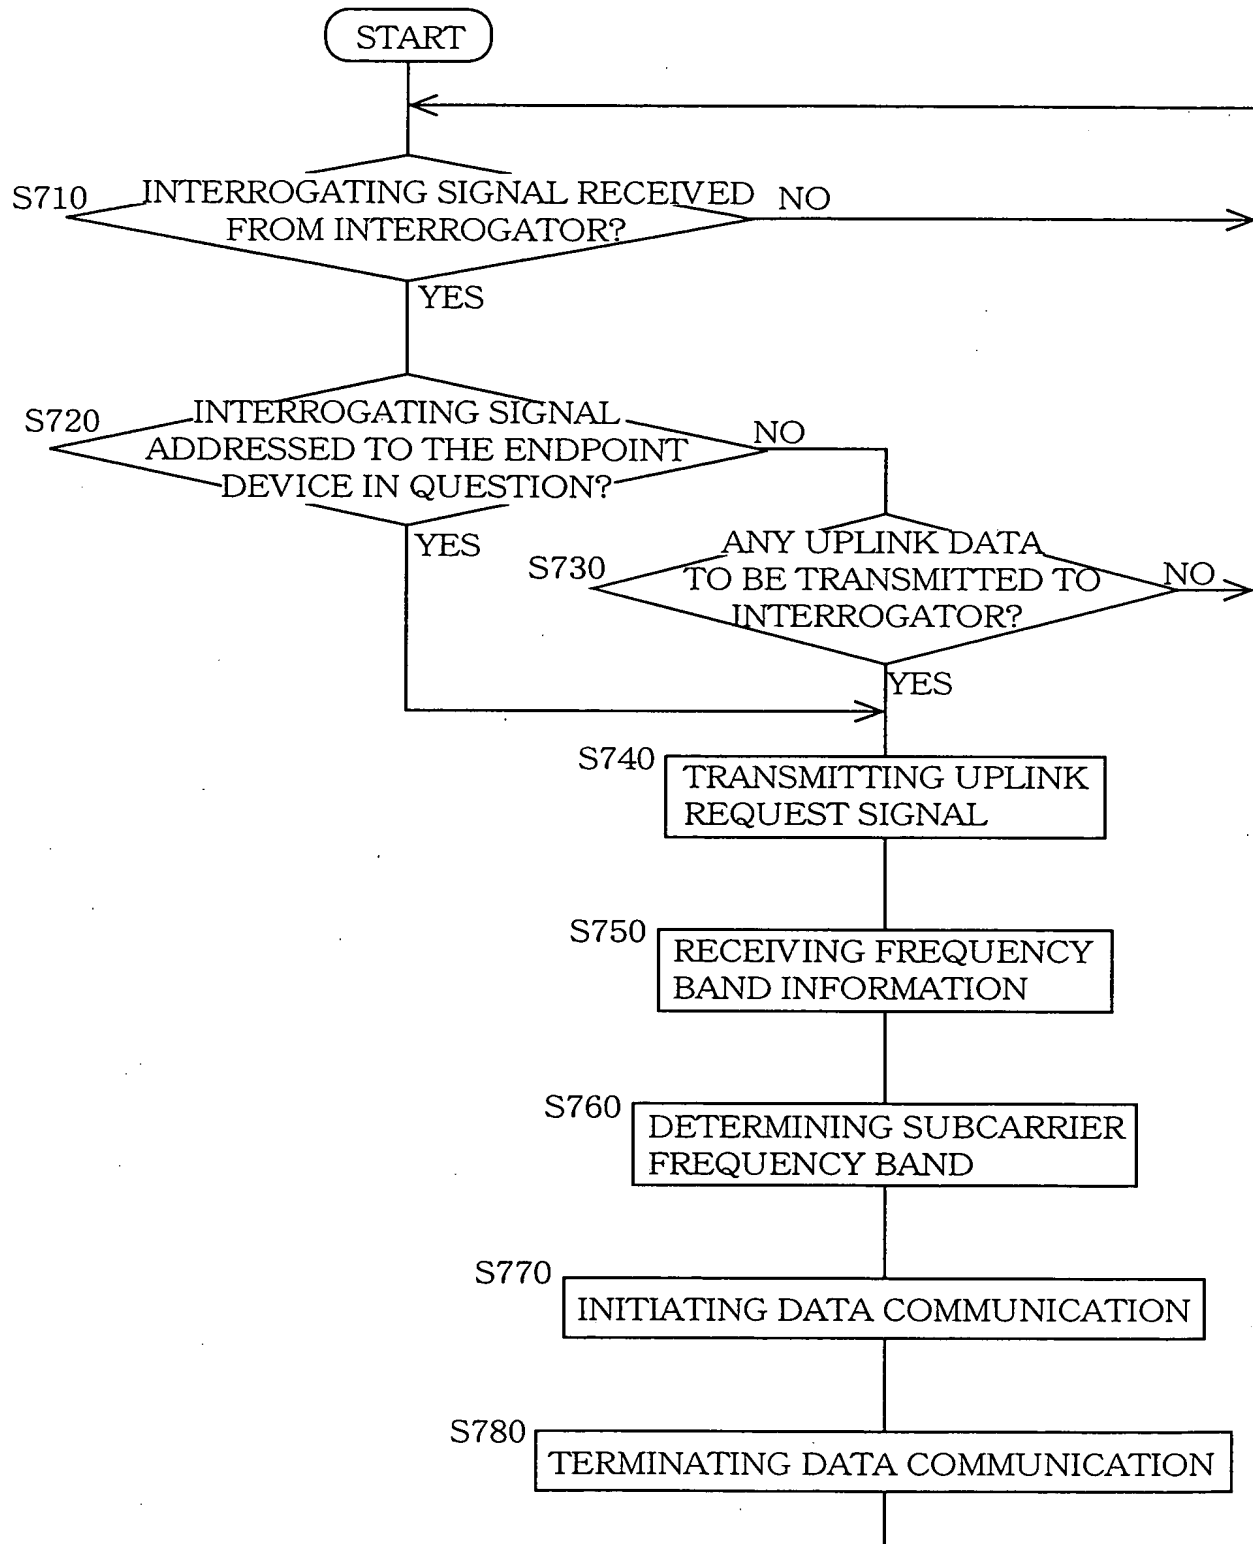 START
S710
INTERROGATING SIGNAL RECEIVED
FROM INTERROGATOR?
NO
YES
S720
INTERROGATING SIGNAL
ADDRESSED TO THE ENDPOINT
DEVICE IN QUESTION?
NO
YES
S730
ANY UPLINK DATA
TO BE TRANSMITTED TO
INTERROGATOR?
NO
YES
S740
TRANSMITTING UPLINK
REQUEST SIGNAL
S750
RECEIVING FREQUENCY
BAND INFORMATION
S760
DETERMINING SUBCARRIER
FREQUENCY BAND
S770
INITIATING DATA COMMUNICATION
S780
TERMINATING DATA COMMUNICATION